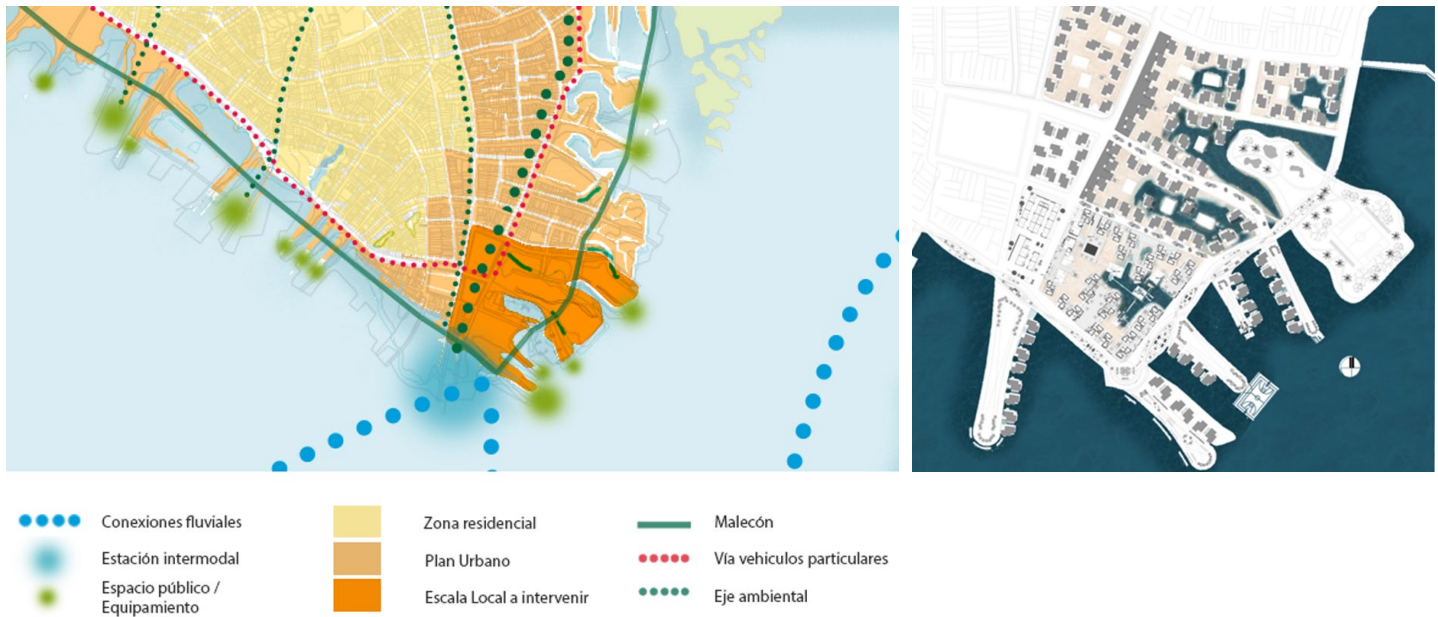 Conexiones fluviales
Estación intermodal
Espacio público /
Equipamiento
Zona residencial
Plan Urbano
Escala Local a intervenir
Malecón
Vía vehiculos particulares
Eje ambiental